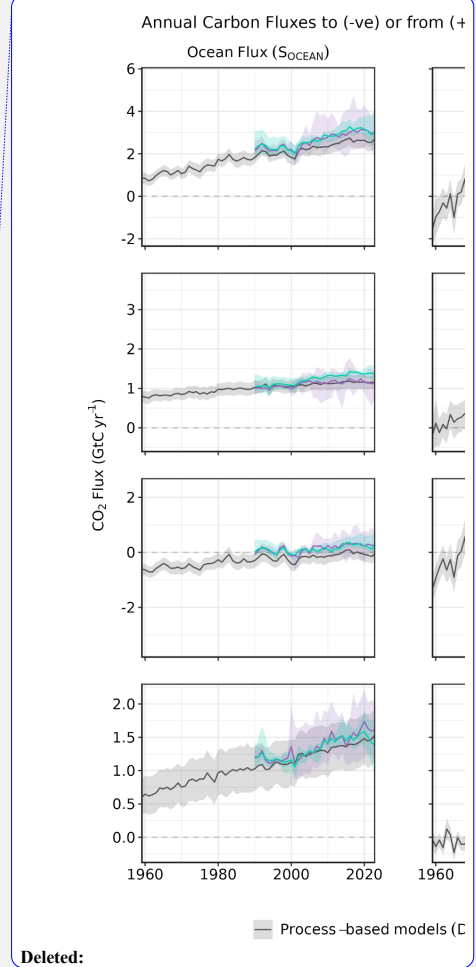 Annual Carbon Fluxes to (-ve) or from (+
Ocean Flux (S_OCEAN)
6
4
2
0
-2
3
2
1
0
CO2 Flux (GtC yr-1)
2
0
-2
2.0
1.5
1.0
0.5
0.0
1960 1980 2000 2020 1960
Process–based models (D
Deleted: